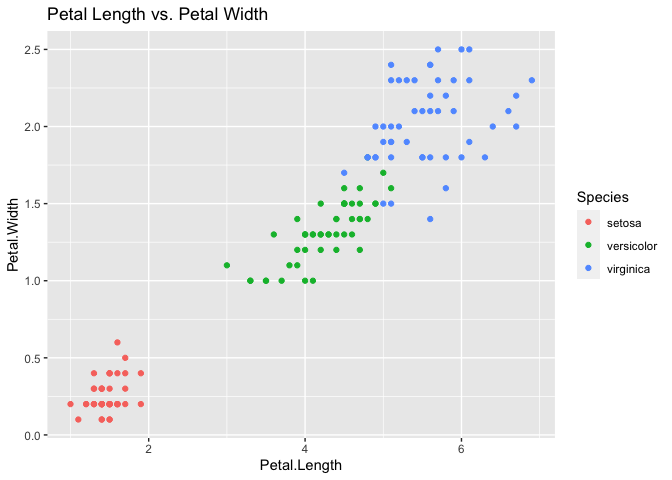 Petal Length vs. Petal Width
2.5
2.0
1.5
1.0
0.5
0.0
Petal.Width
2
4
6
Petal.Length
Species
setosa
versicolor
virginica